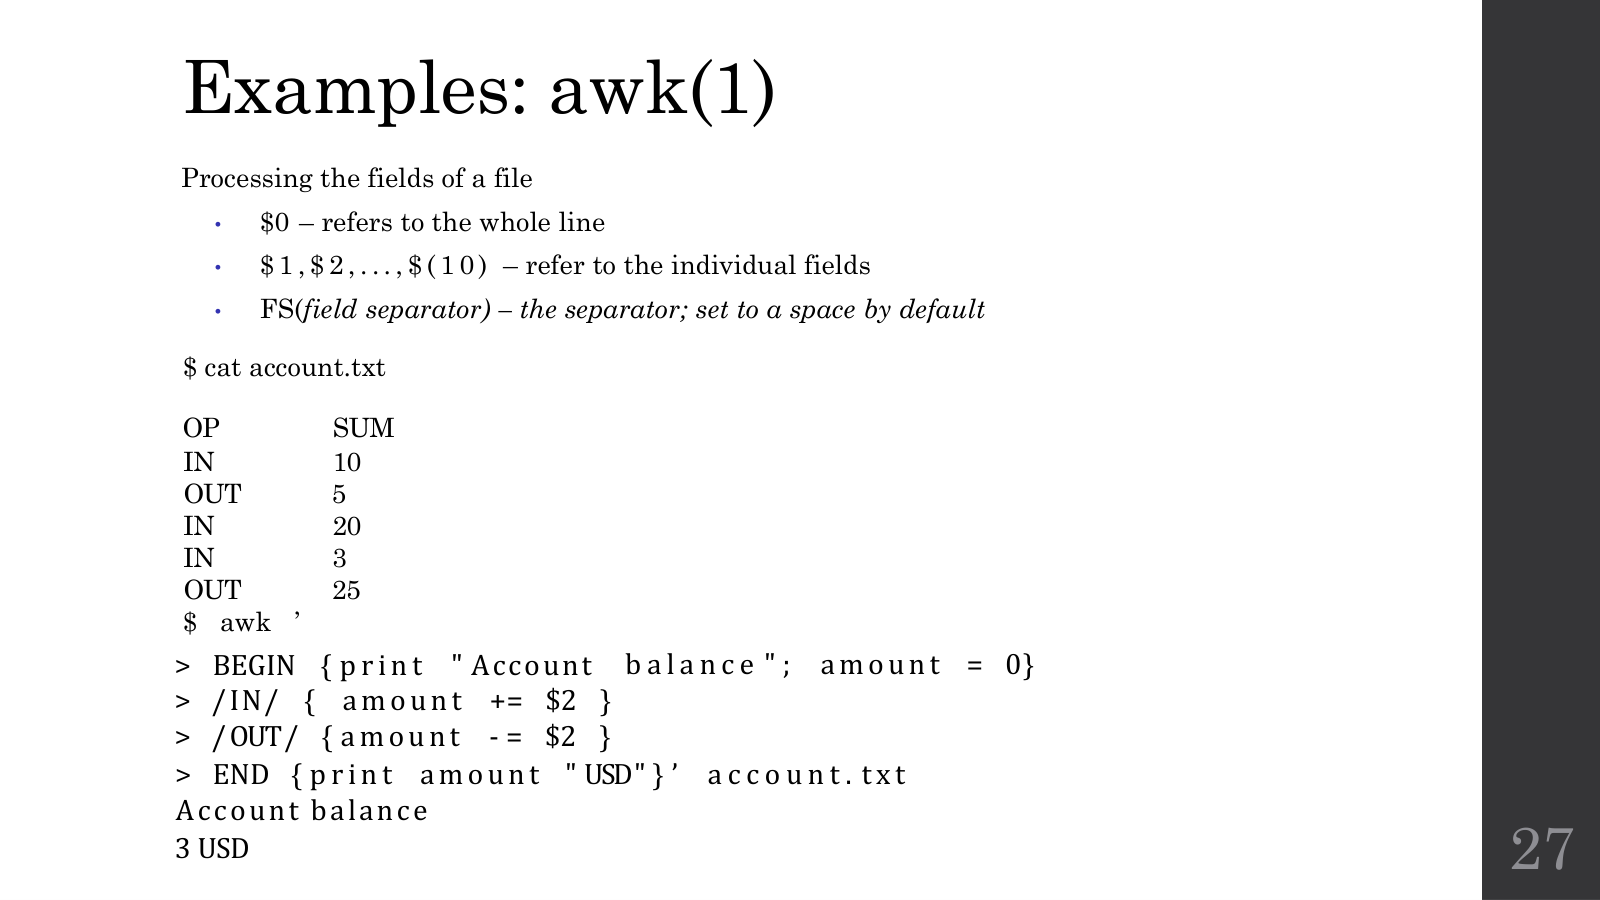 Examples: awk(1)
Processing the fields of a file
• $0 – refers to the whole line
• $1,$2,...,$(10) – refer to the individual fields
• FS(field separator) – the separator; set to a space by default
$ cat account.txt
OP SUM
IN 10
OUT 5
IN 20
IN 3
OUT 25
$ awk ’
> BEGIN {print "Account balance"; amount = 0}
> /IN/ { amount += $2 }
> /OUT/ {amount -= $2 }
> END {print amount "USD"}’ account.txt
Account balance
3 USD
27